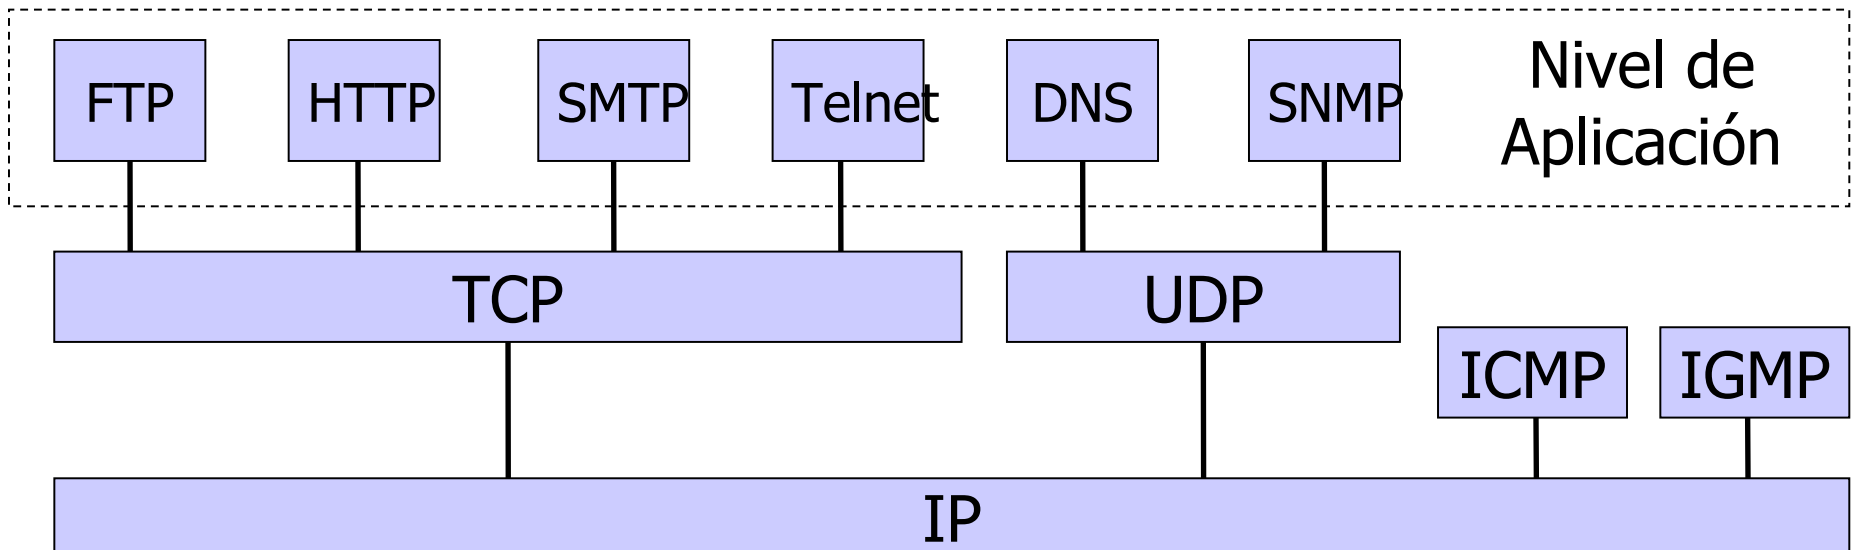 FTP
HTTP
SMTP
Telnet
DNS
SNMP
Nivel de
Aplicación
TCP
UDP
ICMP
IGMP
IP